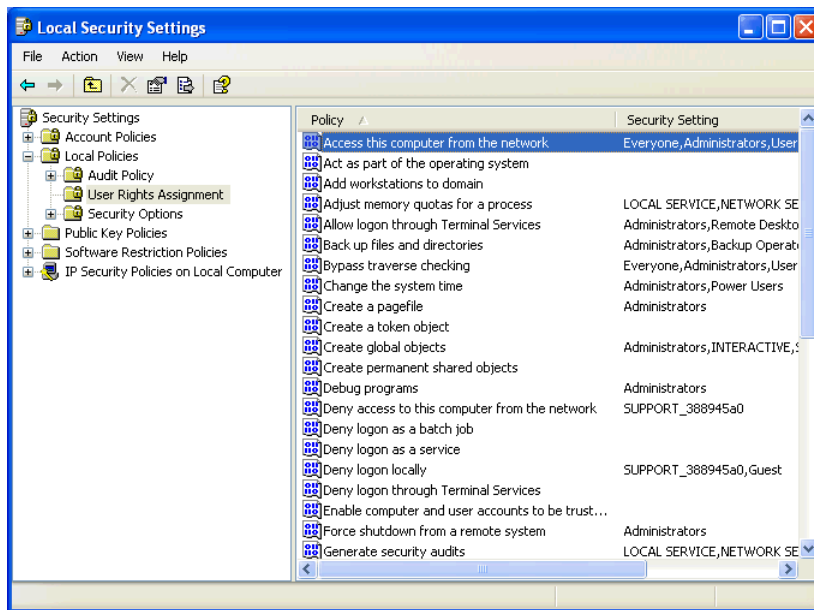 Local Security Settings
File Action View Help
Security Settings
Account Policies
Local Policies
Audit Policy
User Rights Assignment
Security Options
Public Key Policies
Software Restriction Policies
IP Security Policies on Local Computer
Policy Security Setting
Access this computer from the network Everyone,Administrators,User
Act as part of the operating system
Add workstations to domain
Adjust memory quotas for a process LOCAL SERVICE,NETWORK SE
Allow logon through Terminal Services Administrators,Remote Deskto
Back up files and directories Administrators,Backup Operat
Bypass traverse checking Everyone,Administrators,User
Change the system time Administrators,Power Users
Create a pagefile Administrators
Create a token object
Create global objects Administrators,INTERACTIVE,S
Create permanent shared objects
Debug programs Administrators
Deny access to this computer from the network SUPPORT_388945a0
Deny logon as a batch job
Deny logon as a service
Deny logon locally SUPPORT_388945a0,Guest
Deny logon through Terminal Services
Enable computer and user accounts to be trust...
Force shutdown from a remote system Administrators
Generate security audits LOCAL SERVICE,NETWORK SE